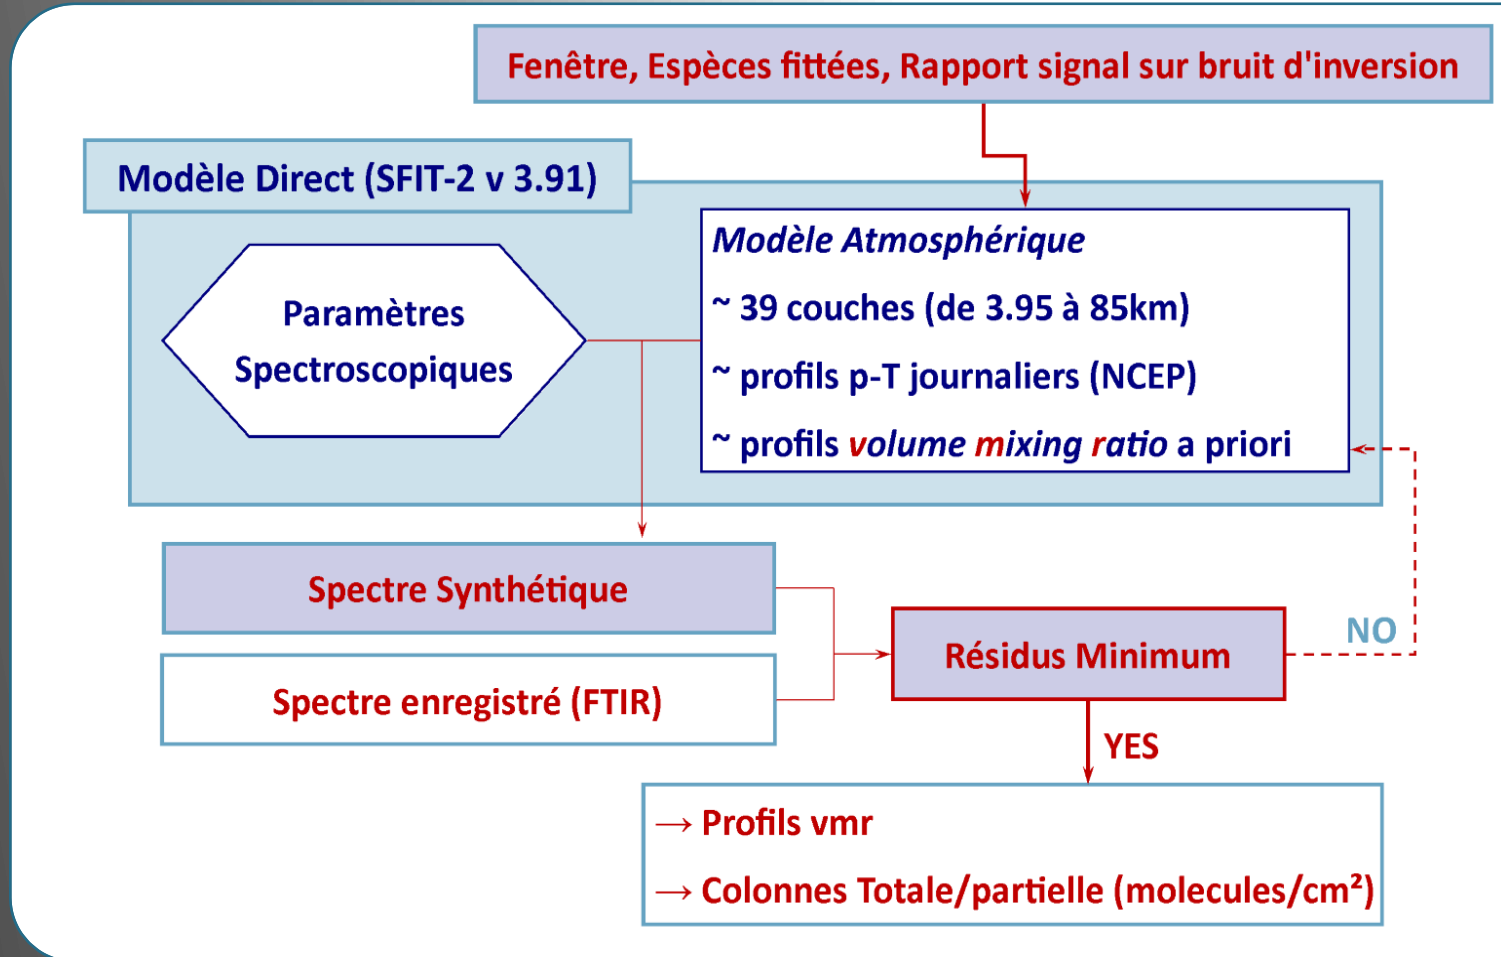 Fenêtre, Espèces fittées, Rapport signal sur bruit d'inversion
Modèle Direct (SFIT-2 v 3.91)
Modèle Atmosphérique
~ 39 couches (de 3.95 à 85km)
~ profils p-T journaliers (NCEP)
~ profils volume mixing ratio a priori
Paramètres
Spectroscopiques
Spectre Synthétique
Spectre enregistré (FTIR)
Résidus Minimum
NO
YES
→ Profils vmr
→ Colonnes Totale/partielle (molecules/cm²)